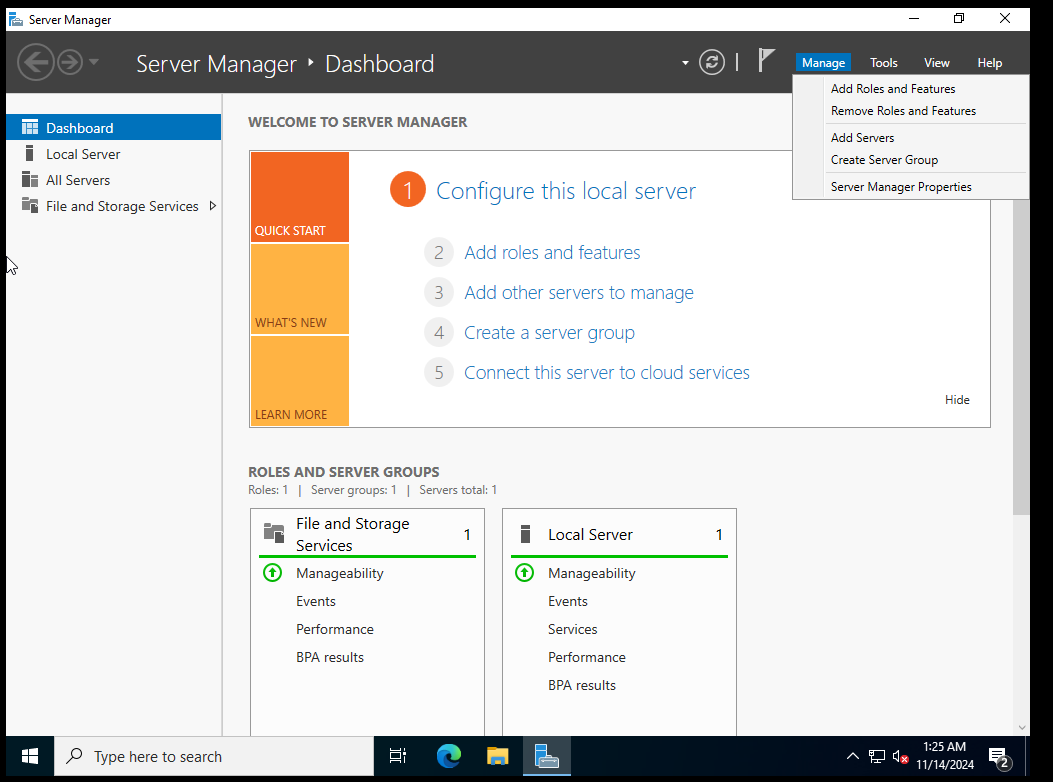 Server Manager
Server Manager
Dashboard
Manage
Tools
View
Help
Add Roles and Features
Remove Roles and Features
Add Servers
Create Server Group
Server Manager Properties
Dashboard
Local Server
All Servers
File and Storage Services
WELCOME TO SERVER MANAGER
QUICK START
WHAT'S NEW
LEARN MORE
1 Configure this local server
2 Add roles and features
3 Add other servers to manage
4 Create a server group
5 Connect this server to cloud services
Hide
ROLES AND SERVER GROUPS
Roles: 1 | Server groups: 1 | Servers total: 1
File and Storage
Services
1
Manageability
Events
Performance
BPA results
Local Server
1
Manageability
Events
Services
Performance
BPA results
Type here to search
1:25 AM
11/14/2024
2